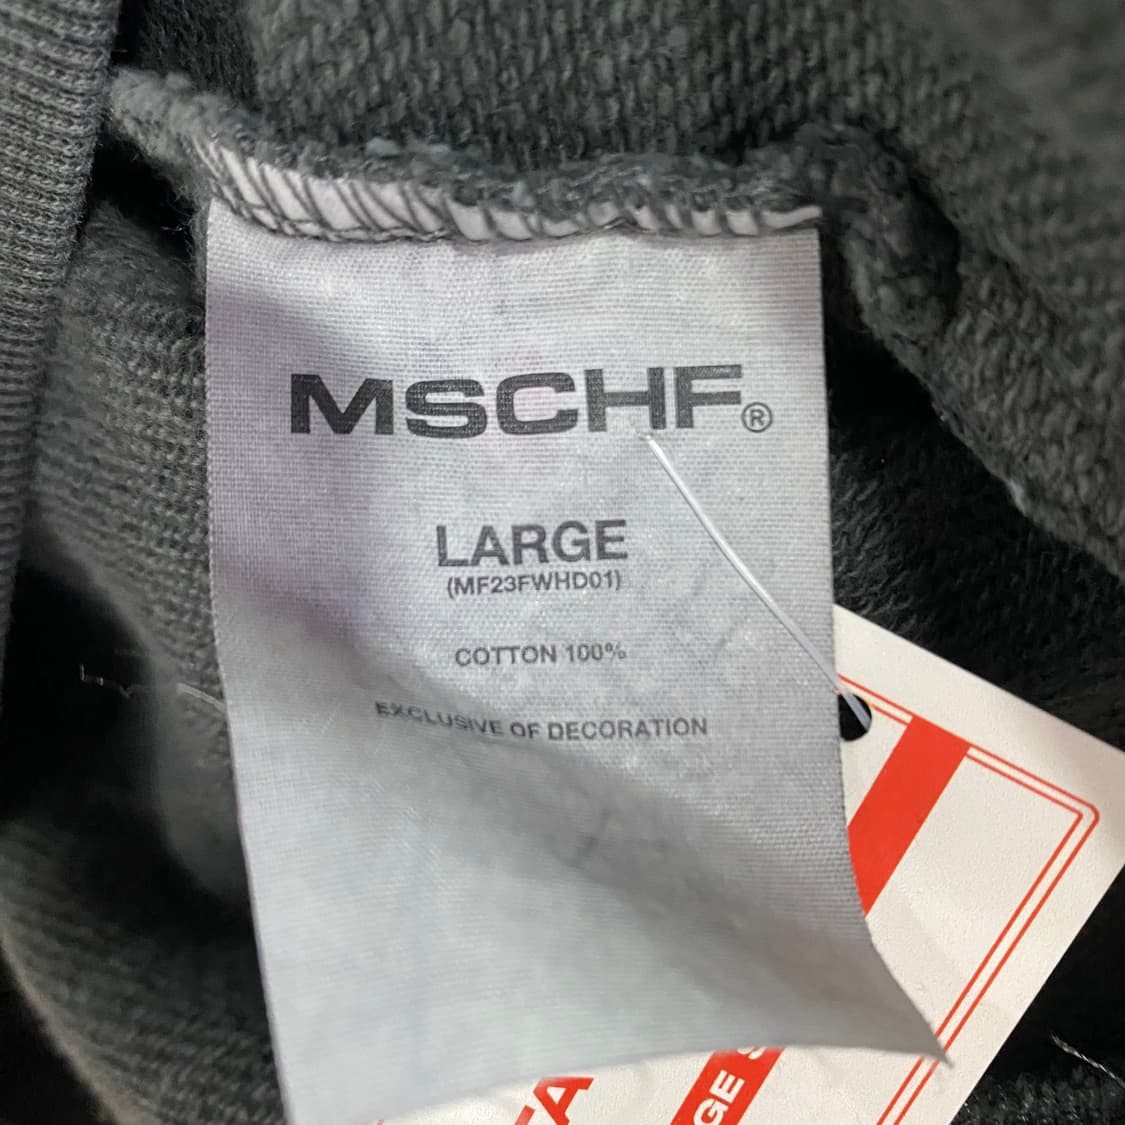 MSCHF®
LARGE
(MF23FWHD01)
COTTON 100%
EXCLUSIVE OF DECORATION